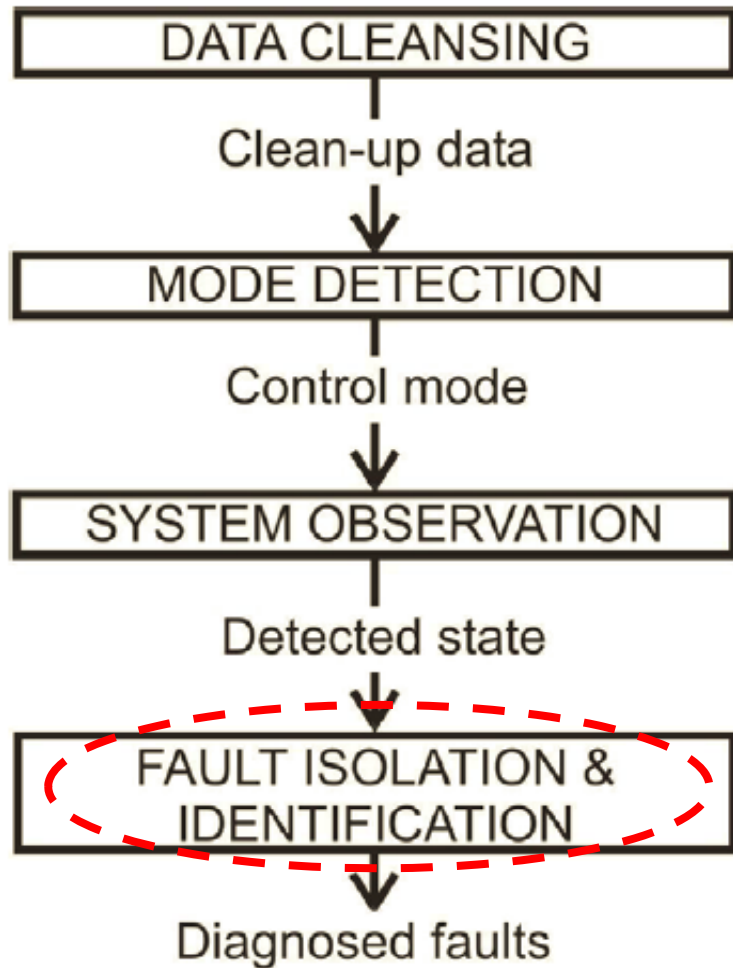 DATA CLEANSING
Clean-up data
MODE DETECTION
Control mode
SYSTEM OBSERVATION
Detected state
FAULT ISOLATION &
IDENTIFICATION
Diagnosed faults